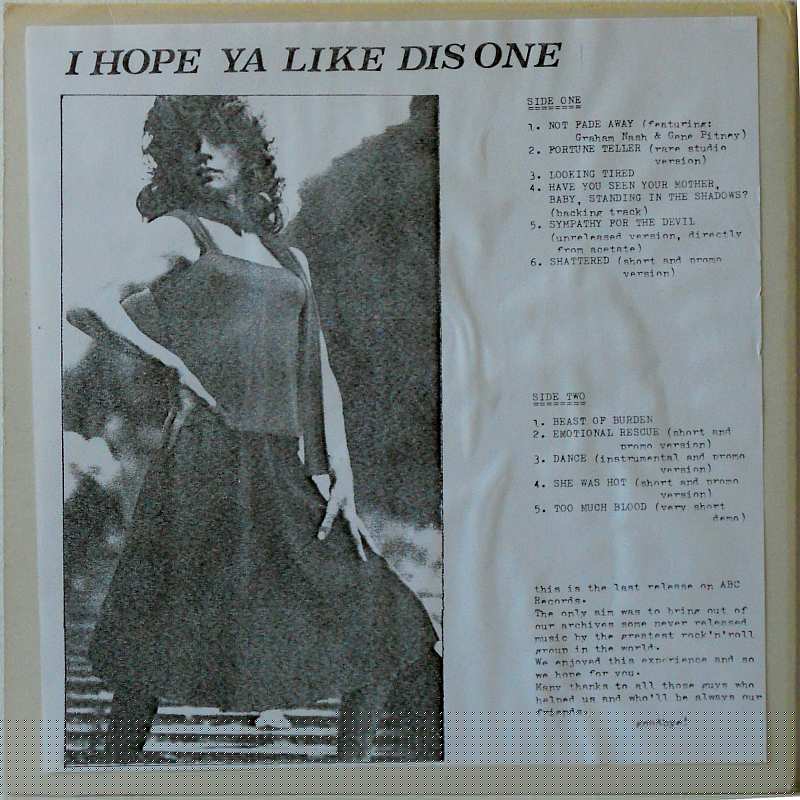 I HOPE YA LIKE DIS ONE
SIDE ONE
1. NOT FADE AWAY (featuring:
Graham Nash & Gene Pitney)
2. FORTUNE TELLER (rare studio
version)
3. LOOKING TIRED
4. HAVE YOU SEEN YOUR MOTHER,
BABY, STANDING IN THE SHADOWS?
(backing track)
5. SYMPATHY FOR THE DEVIL
(unreleased version, directly
from acetate)
6. SHATTERED (short and promo
version)
SIDE TWO
1. BEAST OF BURDEN
2. EMOTIONAL RESCUE (short and
promo version)
3. DANCE (instrumental and promo
version)
4. SHE WAS HOT (short and promo
version)
5. TOO MUCH BLOOD (very short
demo)
this is the last release on ABC
Records.
The only aim was to bring out of
our archives some never released
music by the greatest rock'n'roll
group in the world.
We enjoyed this experience and so
we hope for you.
Many thanks to all those guys who
helped us and who'll be always our
friends.
goodbye!